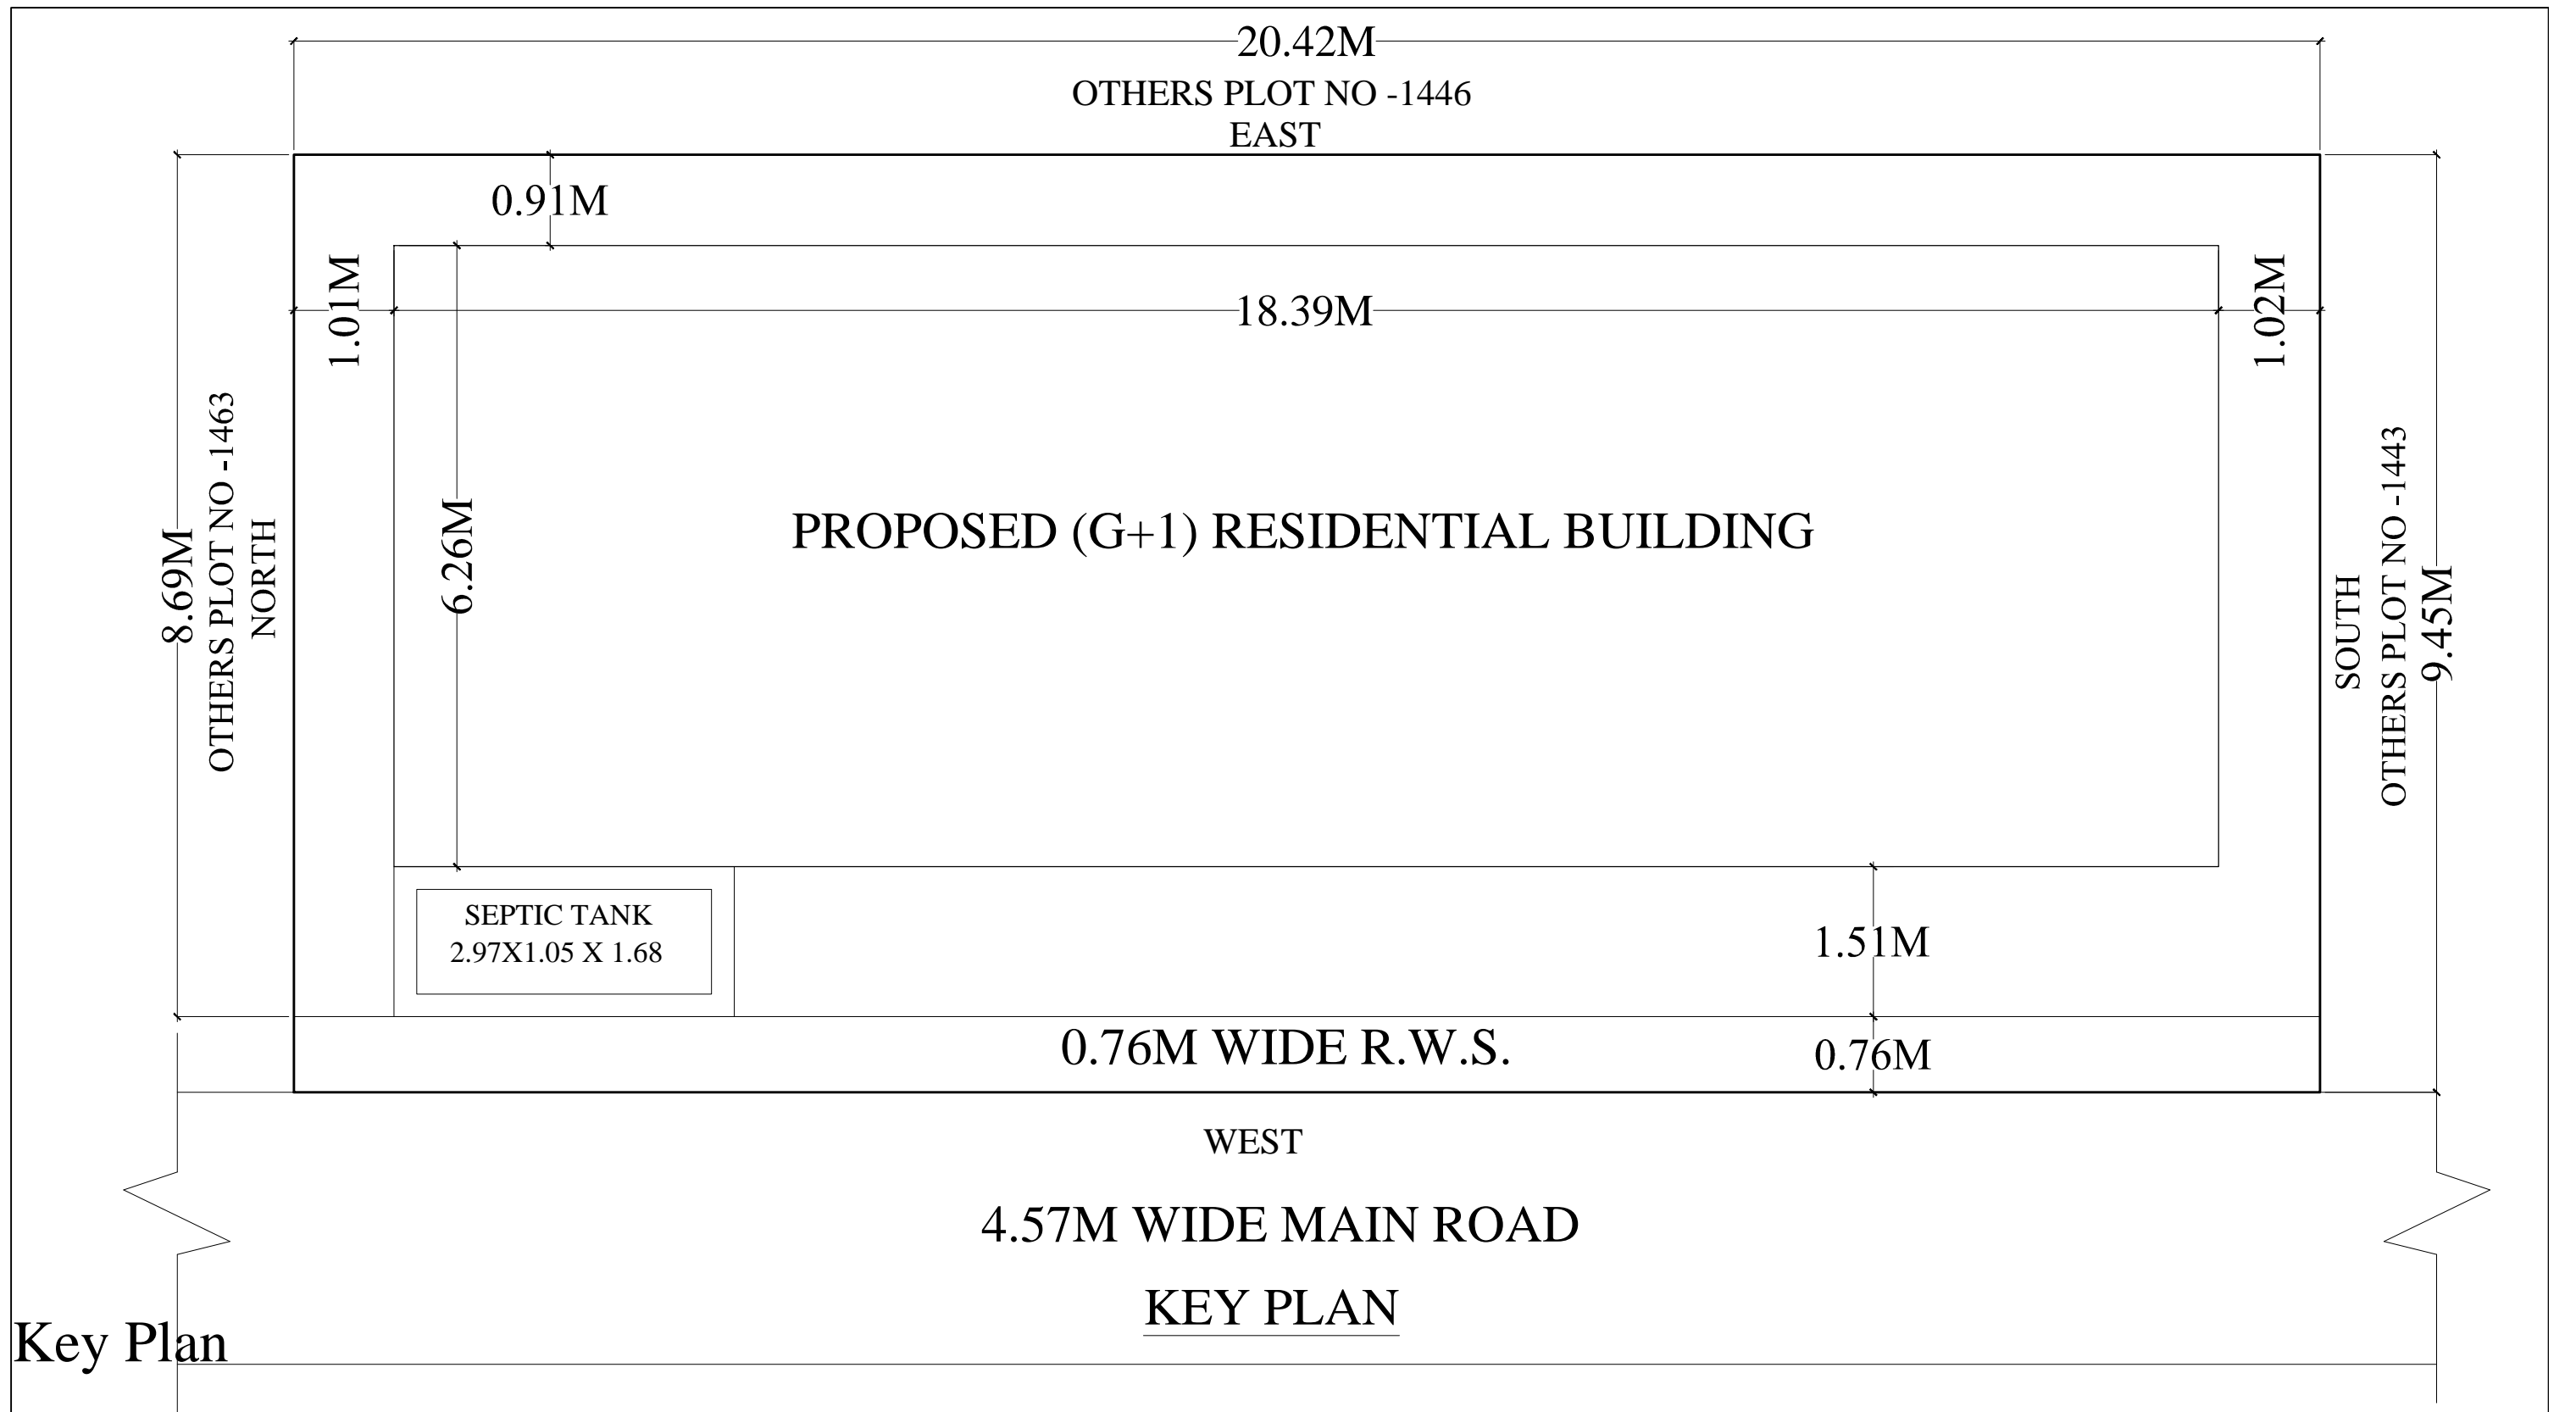 20.42M
OTHERS PLOT NO -1446
EAST
0.91M
1.01M
18.39M
1.02M
8.69M
OTHERS PLOT NO -1463
NORTH
6.26M
PROPOSED (G+1) RESIDENTIAL BUILDING
SOUTH
OTHERS PLOT NO -1443
9.45M
SEPTIC TANK
2.97X1.05 X 1.68
1.51M
0.76M WIDE R.W.S.
0.76M
WEST
4.57M WIDE MAIN ROAD
KEY PLAN
Key Plan